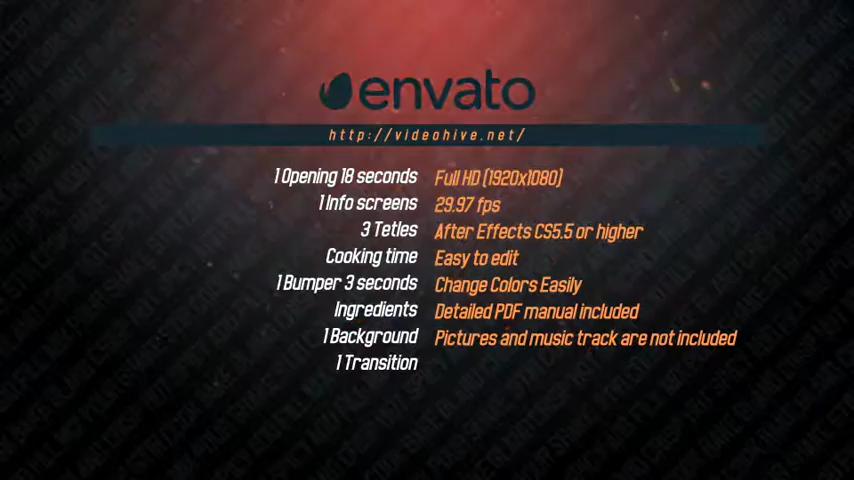 envato
http://videohive.net/
1 Opening 18 seconds Full HD (1920x1080)
1 Info screens 29.97 fps
3 Tetles After Effects CS5.5 or higher
Cooking time Easy to edit
1 Bumper 3 seconds Change Colors Easily
Ingredients Detailed PDF manual included
1 Background Pictures and music track are not included
1 Transition